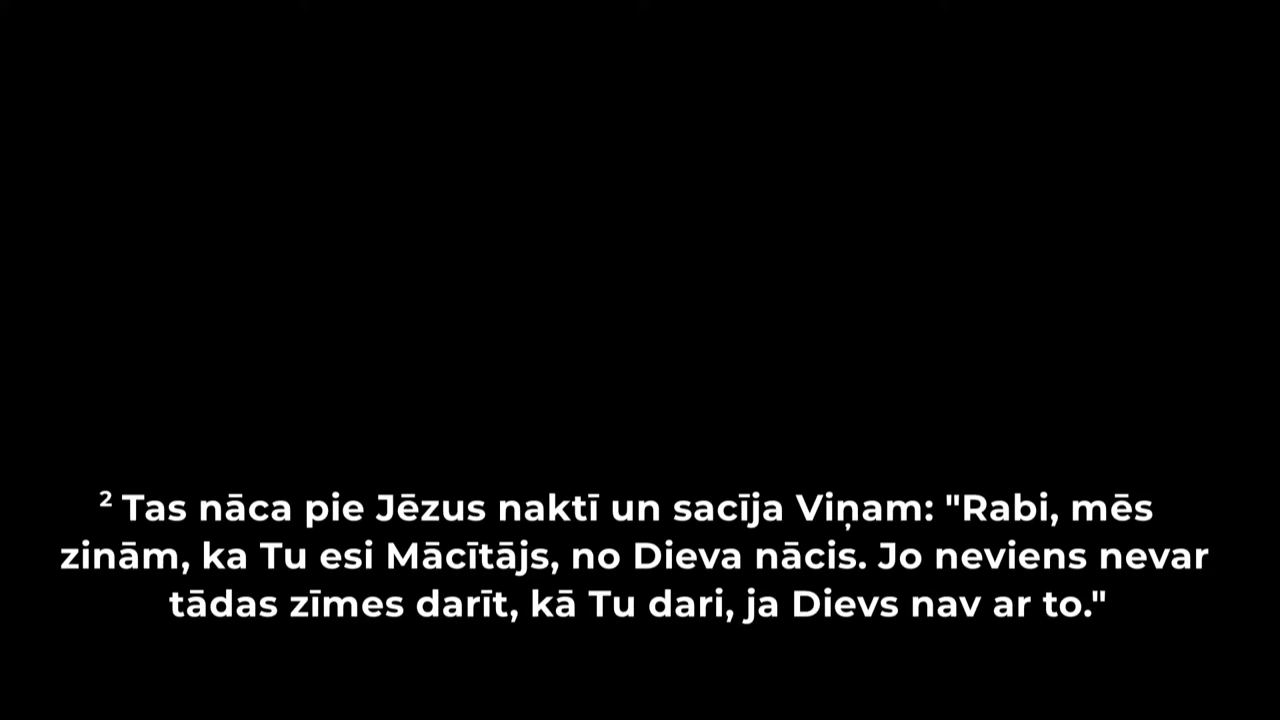 ² Tas nāca pie Jēzus naktī un sacīja Viņam: "Rabi, mēs
zinām, ka Tu esi Mācītājs, no Dieva nācis. Jo neviens nevar
tādas zīmes darīt, kā Tu dari, ja Dievs nav ar to."